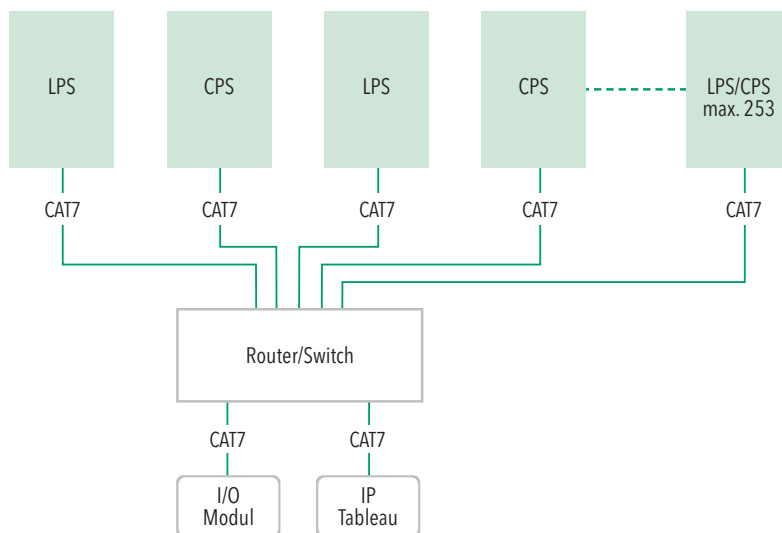 LPS
CPS
LPS
CPS
LPS/CPS
max. 253
CAT7
CAT7
CAT7
CAT7
CAT7
Router/Switch
CAT7
CAT7
I/O
Modul
IP
Tableau